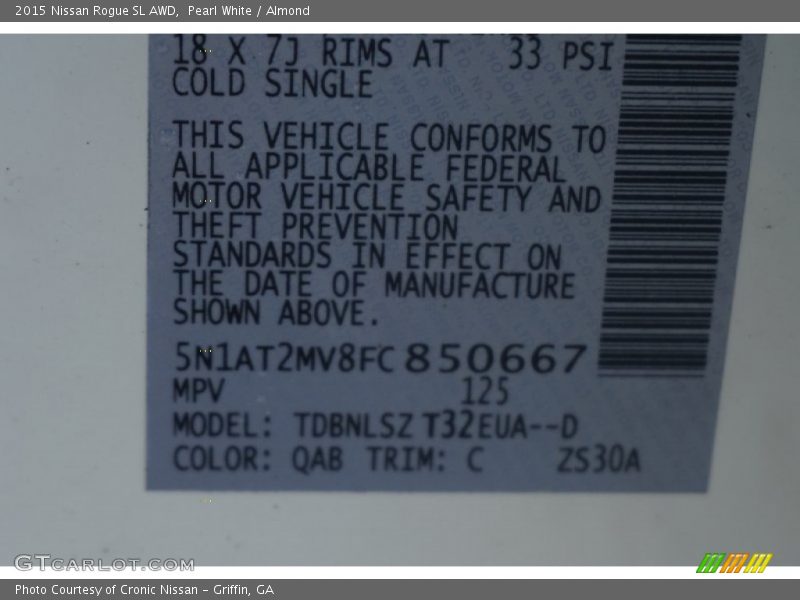 2015 Nissan Rogue SL AWD, Pearl White / Almond
18 X 7J RIMS AT 33 PSI
COLD SINGLE
THIS VEHICLE CONFORMS TO
ALL APPLICABLE FEDERAL
MOTOR VEHICLE SAFETY AND
THEFT PREVENTION
STANDARDS IN EFFECT ON
THE DATE OF MANUFACTURE
SHOWN ABOVE.
5N1AT2MV8FC850667
MPV 125
MODEL: TDBNLSZ T32EUA--D
COLOR: QAB TRIM: C ZS30A
GTCARLOT.COM
Photo Courtesy of Cronic Nissan - Griffin, GA